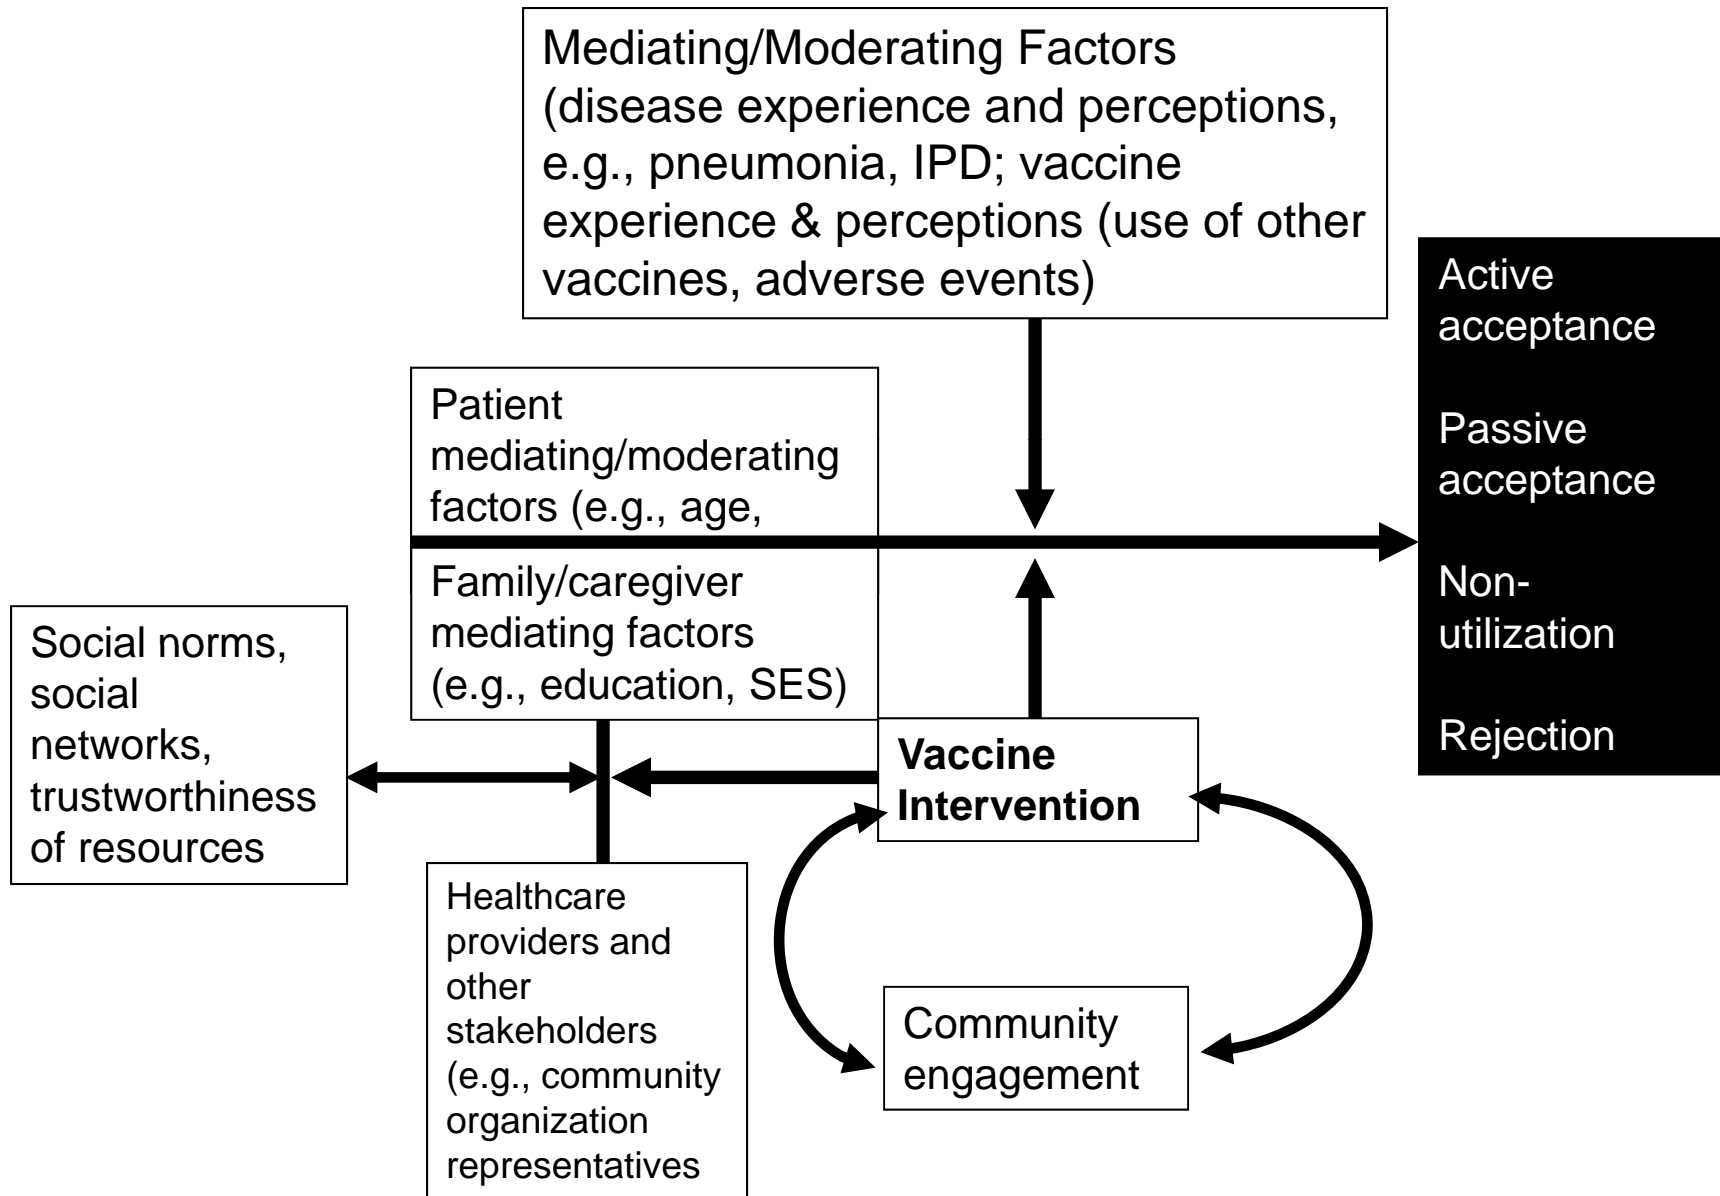 Mediating/Moderating Factors
(disease experience and perceptions,
e.g., pneumonia, IPD; vaccine
experience & perceptions (use of other
vaccines, adverse events)
Active
acceptance
Passive
acceptance
Non-
utilization
Rejection
Patient
mediating/moderating
factors (e.g., age,
Family/caregiver
mediating factors
(e.g., education, SES)
Social norms,
social
networks,
trustworthiness
of resources
Vaccine
Intervention
Healthcare
providers and
other
stakeholders
(e.g., community
organization
representatives
Community
engagement